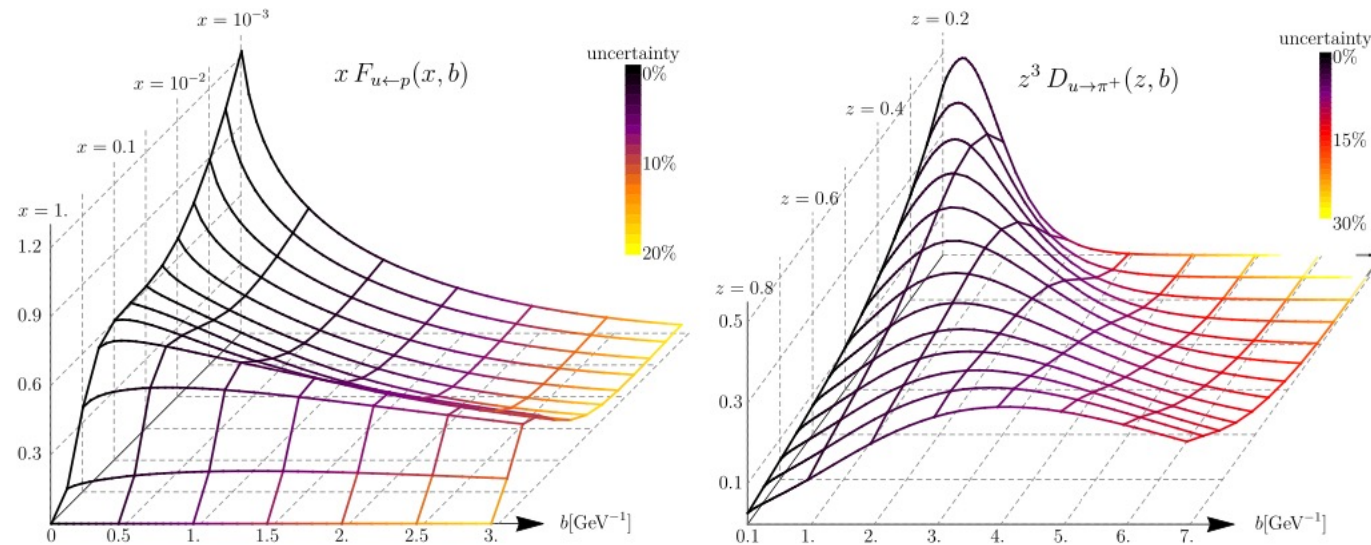 x = 10⁻³
x = 10⁻²
x = 0.1
x = 1.
x F_{u←p}(x, b)
uncertainty
0%
10%
20%
1.2
0.9
0.6
0.3
0 0.5 1. 1.5 2. 2.5 3. b[GeV⁻¹]
z = 0.2
z = 0.4
z = 0.6
z = 0.8
z³ D_{u→π⁺}(z, b)
uncertainty
0%
15%
30%
0.5
0.3
0.1
0.1 1. 2. 3. 4. 5. 6. 7. b[GeV⁻¹]